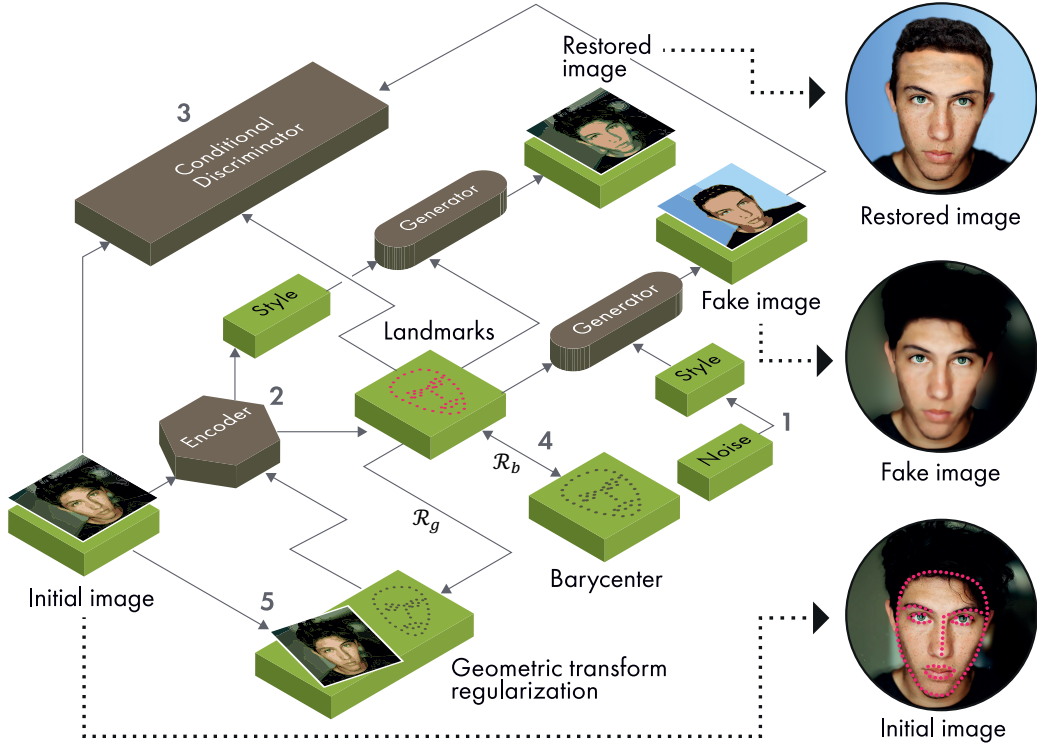 Restored
image
3
Conditional
Discriminator
Generator
Restored image
Style
Generator
Fake image
Landmarks
2
Encoder
Style
4
1
Noise
ℛb
Fake image
ℛg
Barycenter
Initial image
5
Geometric transform
regularization
Initial image